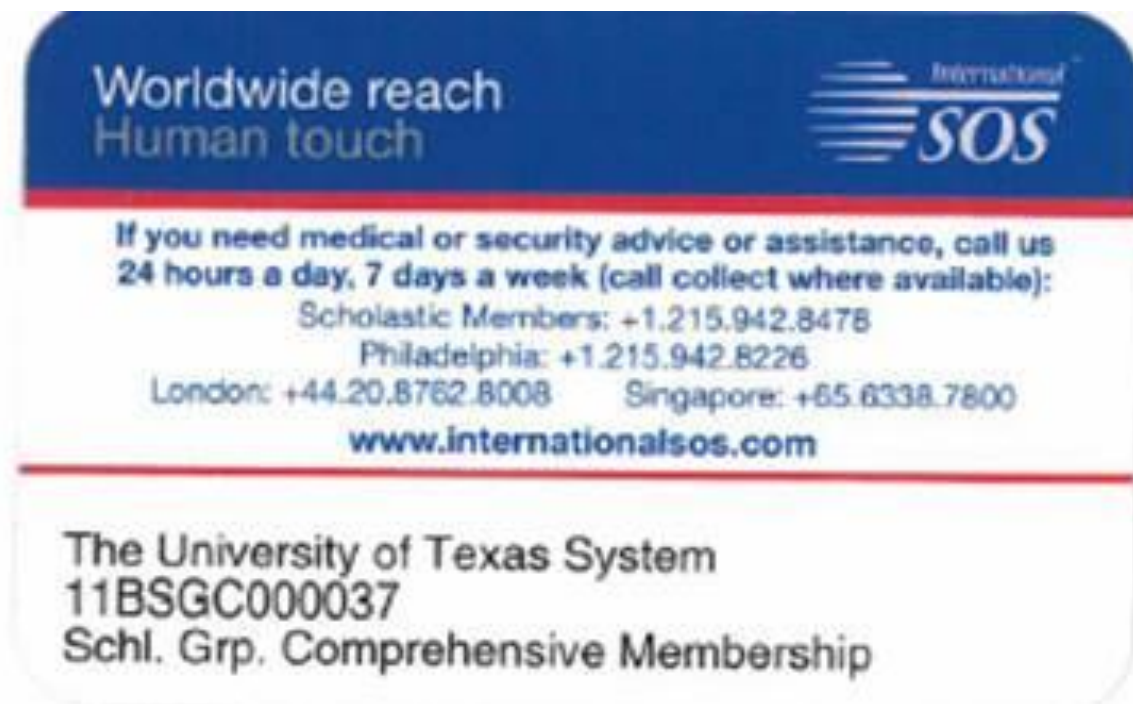 Worldwide reach
Human touch
International
SOS
If you need medical or security advice or assistance, call us
24 hours a day, 7 days a week (call collect where available):
Scholastic Members: +1.215.942.8478
Philadelphia: +1.215.942.8226
London: +44.20.8762.8008 Singapore: +65.6338.7800
www.internationalsos.com
The University of Texas System
11BSGC000037
Schl. Grp. Comprehensive Membership